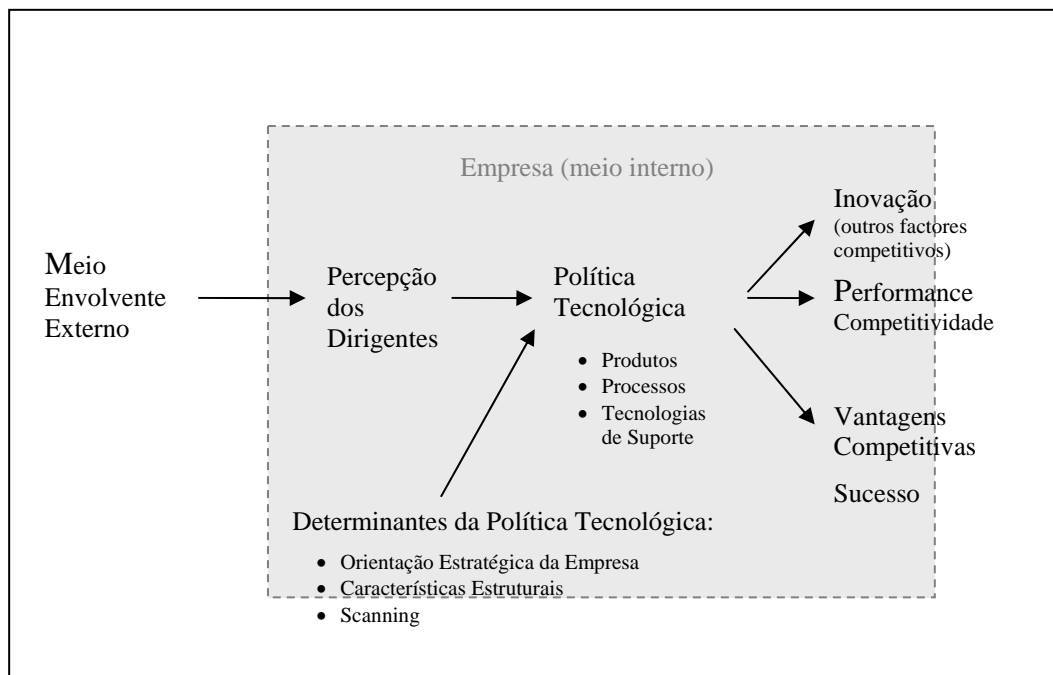 Empresa (meio interno)
Meio
Envolvente
Externo
Percepção
dos
Dirigentes
Política
Tecnológica
• Produtos
• Processos
• Tecnologias
de Suporte
Inovação
(outros factores
competitivos)
Performance
Competitividade
Vantagens
Competitivas
Sucesso
Determinantes da Política Tecnológica:
• Orientação Estratégica da Empresa
• Características Estruturais
• Scanning